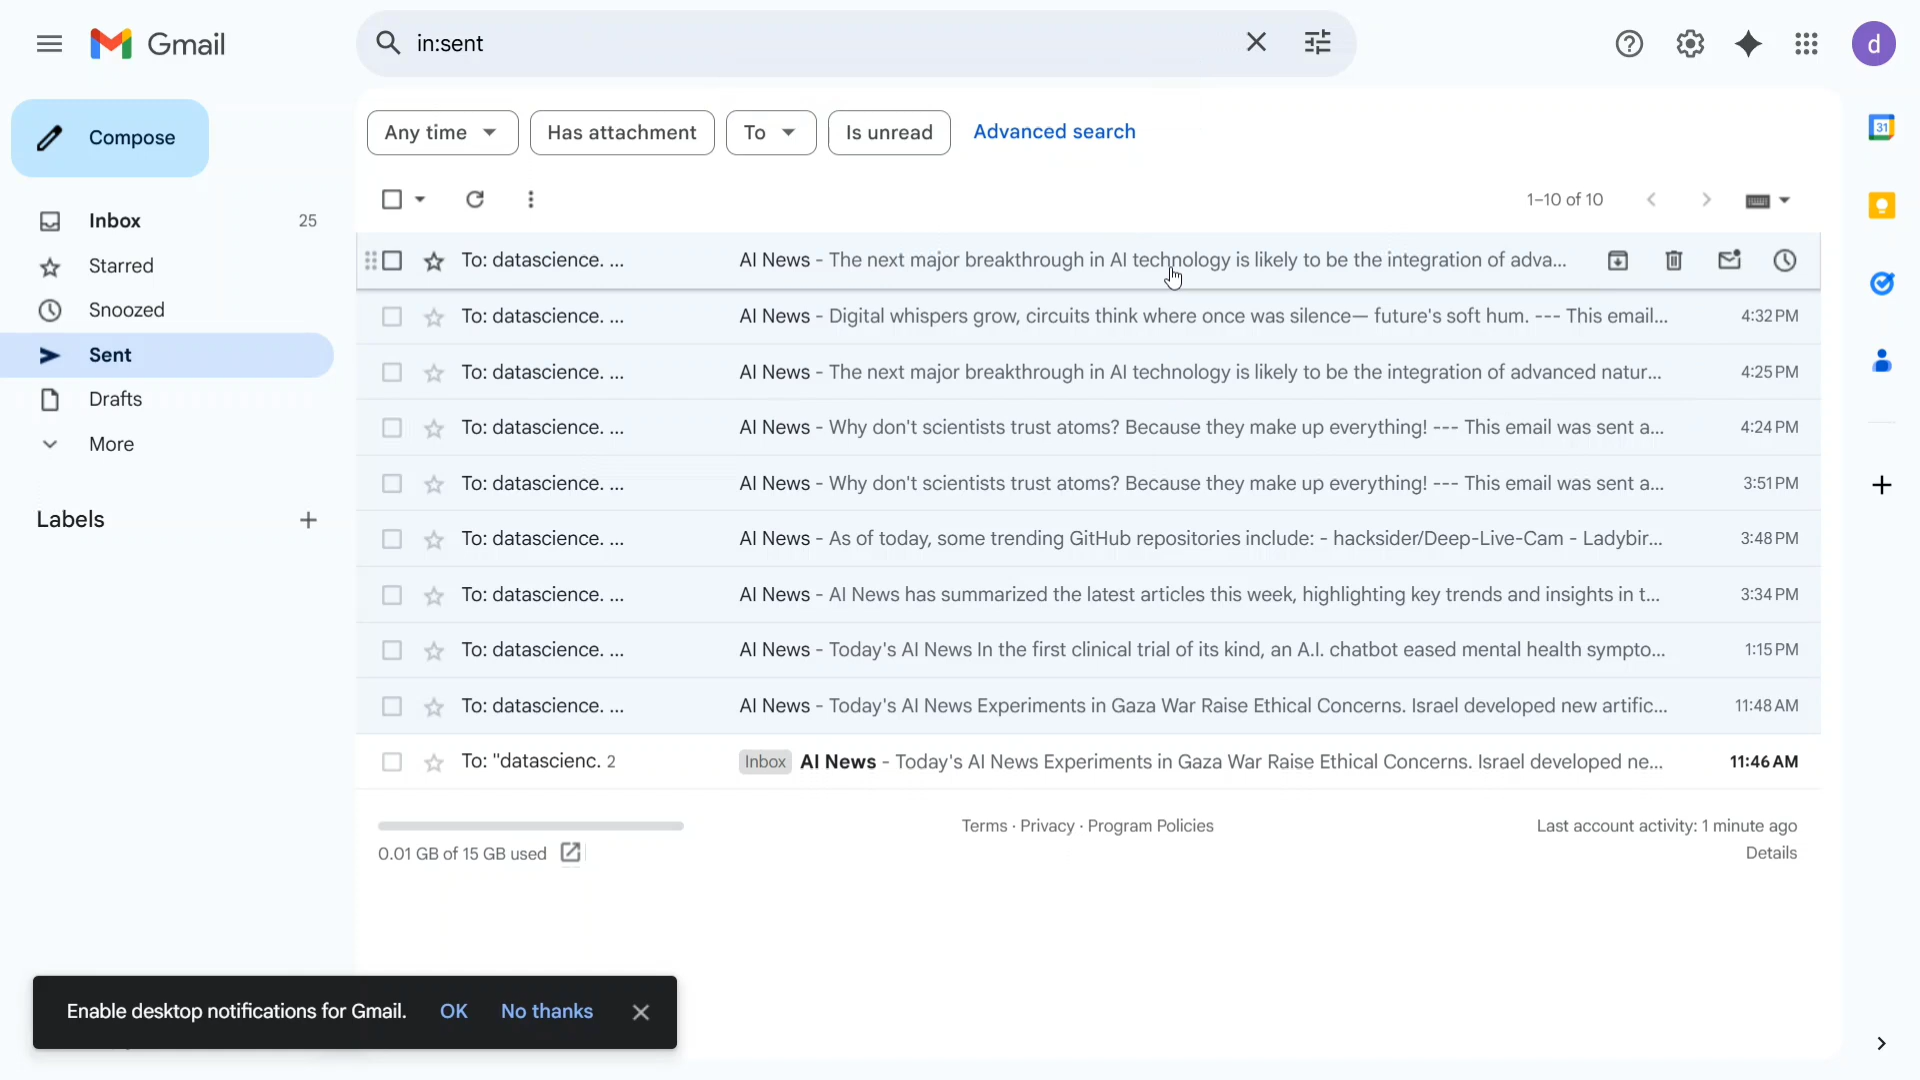 Gmail
in:sent
d
Compose
Any time
Has attachment
To
Is unread
Advanced search
31
1–10 of 10
Inbox 25
Starred
Snoozed
Sent
Drafts
More
Labels
To: datascience. ... AI News - The next major breakthrough in AI technology is likely to be the integration of adva...
To: datascience. ... AI News - Digital whispers grow, circuits think where once was silence— future's soft hum. --- This email... 4:32 PM
To: datascience. ... AI News - The next major breakthrough in AI technology is likely to be the integration of advanced natur... 4:25 PM
To: datascience. ... AI News - Why don't scientists trust atoms? Because they make up everything! --- This email was sent a... 4:24 PM
To: datascience. ... AI News - Why don't scientists trust atoms? Because they make up everything! --- This email was sent a... 3:51 PM
To: datascience. ... AI News - As of today, some trending GitHub repositories include: - hacksider/Deep-Live-Cam - Ladybir... 3:48 PM
To: datascience. ... AI News - AI News has summarized the latest articles this week, highlighting key trends and insights in t... 3:34 PM
To: datascience. ... AI News - Today's AI News In the first clinical trial of its kind, an A.I. chatbot eased mental health sympto... 1:15 PM
To: datascience. ... AI News - Today's AI News Experiments in Gaza War Raise Ethical Concerns. Israel developed new artific... 11:48 AM
To: "datascienc. 2 Inbox AI News - Today's AI News Experiments in Gaza War Raise Ethical Concerns. Israel developed ne... 11:46 AM
0.01 GB of 15 GB used
Terms · Privacy · Program Policies
Last account activity: 1 minute ago
Details
Enable desktop notifications for Gmail. OK No thanks